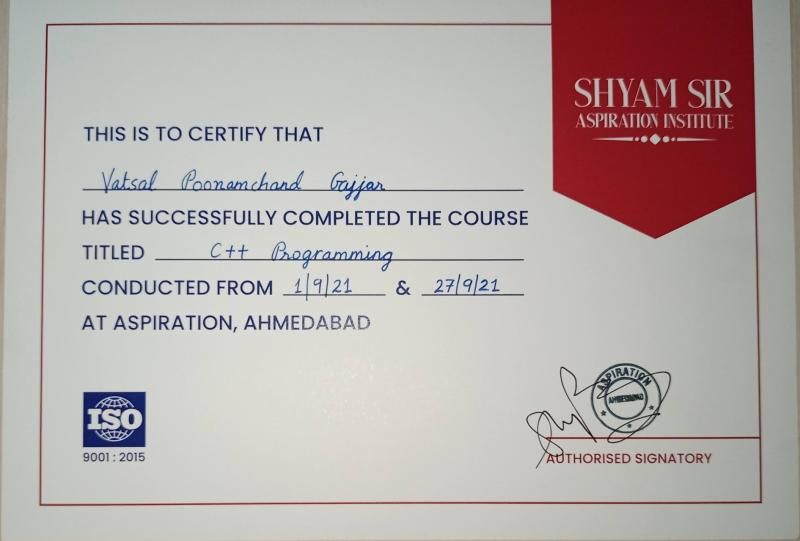 SHYAM SIR
ASPIRATION INSTITUTE
THIS IS TO CERTIFY THAT
Vatsal Poonamchand Gajjar
HAS SUCCESSFULLY COMPLETED THE COURSE
TITLED C++ Programming
CONDUCTED FROM 1/9/21 & 27/9/21
AT ASPIRATION, AHMEDABAD
ISO
9001 : 2015
ASPIRATION
AHMEDABAD
AUTHORISED SIGNATORY